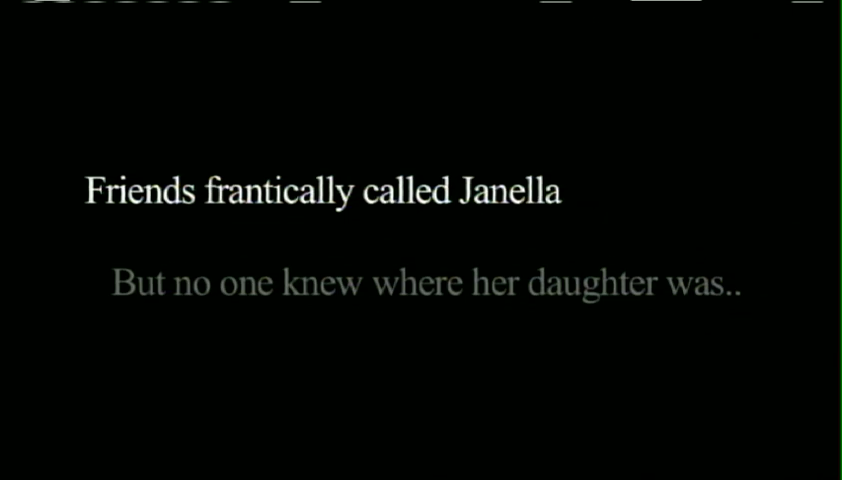 Friends frantically called Janella
But no one knew where her daughter was..